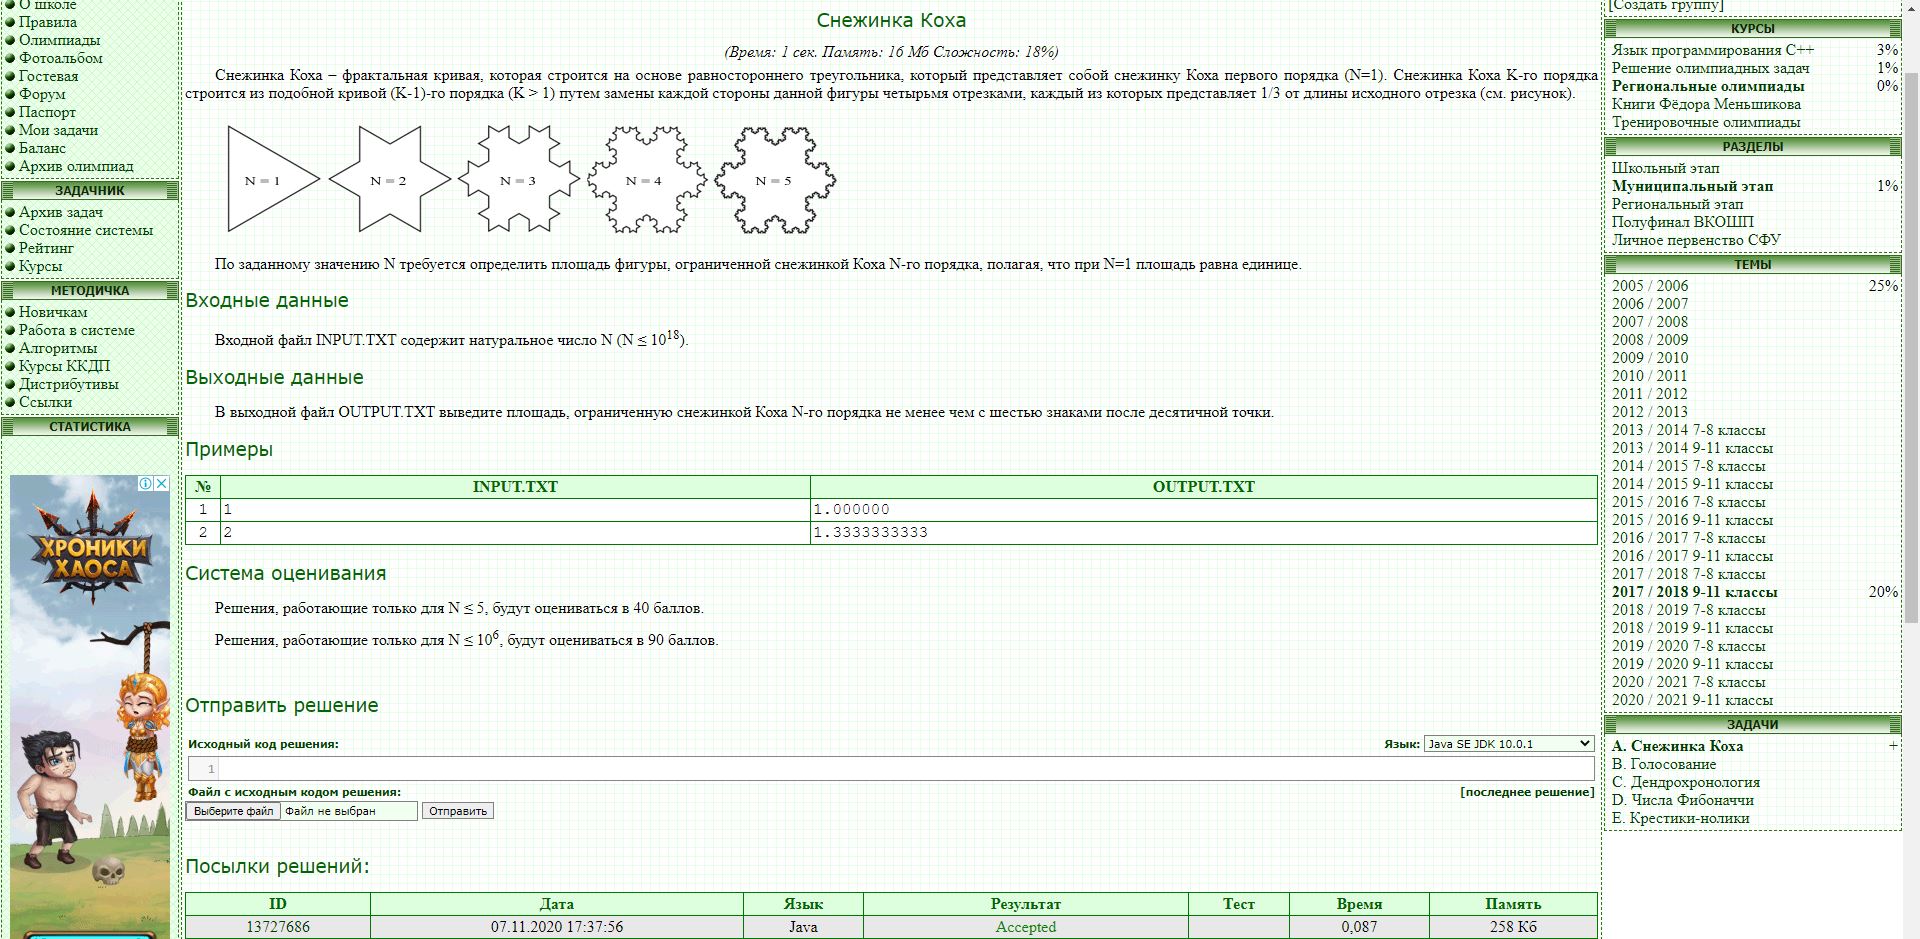 О школе
Правила
Олимпиады
Фотоальбом
Гостевая
Форум
Паспорт
Мои задачи
Баланс
Архив олимпиад
ЗАДАЧНИК
Архив задач
Состояние системы
Рейтинг
Курсы
МЕТОДИЧКА
Новичкам
Работа в системе
Алгоритмы
Курсы ККДП
Дистрибутивы
Ссылки
СТАТИСТИКА
ХРОНИКИ
ХАОСА
Снежинка Коха
(Время: 1 сек. Память: 16 Мб Сложность: 18%)
Снежинка Коха – фрактальная кривая, которая строится на основе равностороннего треугольника, который представляет собой снежинку Коха первого порядка (N=1). Снежинка Коха K-го порядка
строится из подобной кривой (K-1)-го порядка (K > 1) путем замены каждой стороны данной фигуры четырьмя отрезками, каждый из которых представляет 1/3 от длины исходного отрезка (см. рисунок).
N = 1 N = 2 N = 3 N = 4 N = 5
По заданному значению N требуется определить площадь фигуры, ограниченной снежинкой Коха N-го порядка, полагая, что при N=1 площадь равна единице.
Входные данные
Входной файл INPUT.TXT содержит натуральное число N (N ≤ 10^18).
Выходные данные
В выходной файл OUTPUT.TXT выведите площадь, ограниченную снежинкой Коха N-го порядка не менее чем с шестью знаками после десятичной точки.
Примеры
№ INPUT.TXT OUTPUT.TXT
1 1 1.000000
2 2 1.3333333333
Система оценивания
Решения, работающие только для N ≤ 5, будут оцениваться в 40 баллов.
Решения, работающие только для N ≤ 10^6, будут оцениваться в 90 баллов.
Отправить решение
Исходный код решения: Язык: Java SE JDK 10.0.1
1
Файл с исходным кодом решения: [последнее решение]
Выберите файл Файл не выбран Отправить
Посылки решений:
ID Дата Язык Результат Тест Время Память
13727686 07.11.2020 17:37:56 Java Accepted 0,087 258 Кб
[Создать группу]
КУРСЫ
Язык программирования C++ 3%
Решение олимпиадных задач 1%
Региональные олимпиады 0%
Книги Фёдора Меньшикова
Тренировочные олимпиады
РАЗДЕЛЫ
Школьный этап
Муниципальный этап 1%
Региональный этап
Полуфинал ВКОШП
Личное первенство СФУ
ТЕМЫ
2005 / 2006 25%
2006 / 2007
2007 / 2008
2008 / 2009
2009 / 2010
2010 / 2011
2011 / 2012
2012 / 2013
2013 / 2014 7-8 классы
2013 / 2014 9-11 классы
2014 / 2015 7-8 классы
2014 / 2015 9-11 классы
2015 / 2016 7-8 классы
2015 / 2016 9-11 классы
2016 / 2017 7-8 классы
2016 / 2017 9-11 классы
2017 / 2018 7-8 классы
2017 / 2018 9-11 классы 20%
2018 / 2019 7-8 классы
2018 / 2019 9-11 классы
2019 / 2020 7-8 классы
2019 / 2020 9-11 классы
2020 / 2021 7-8 классы
2020 / 2021 9-11 классы
ЗАДАЧИ
A. Снежинка Коха +
B. Голосование
C. Дендрохронология
D. Числа Фибоначчи
E. Крестики-нолики